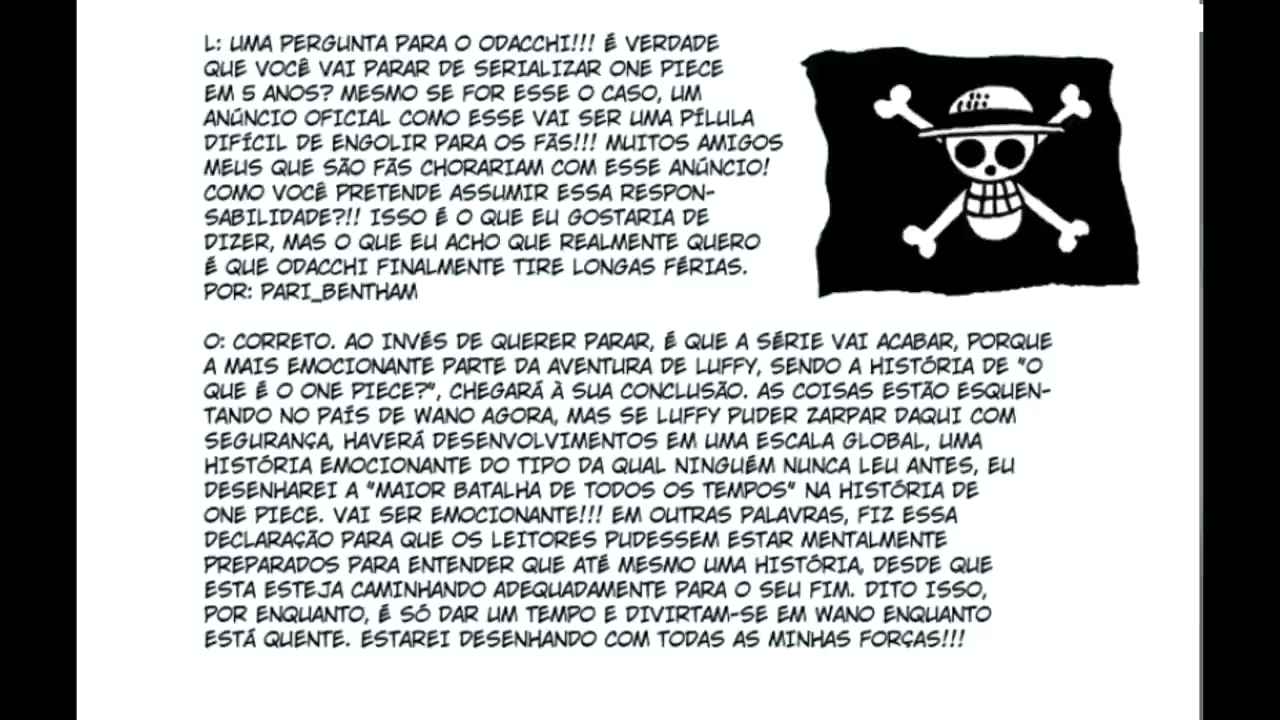 L: UMA PERGUNTA PARA O ODACCHI!!! É VERDADE
QUE VOCÊ VAI PARAR DE SERIALIZAR ONE PIECE
EM 5 ANOS? MESMO SE FOR ESSE O CASO, UM
ANÚNCIO OFICIAL COMO ESSE VAI SER UMA PÍLULA
DIFÍCIL DE ENGOLIR PARA OS FÃS!!! MUITOS AMIGOS
MEUS QUE SÃO FÃS CHORARIAM COM ESSE ANÚNCIO!
COMO VOCÊ PRETENDE ASSUMIR ESSA RESPON-
SABILIDADE?!! ISSO É O QUE EU GOSTARIA DE
DIZER, MAS O QUE EU ACHO QUE REALMENTE QUERO
É QUE ODACCHI FINALMENTE TIRE LONGAS FÉRIAS.
POR: PARI_BENTHAM
O: CORRETO. AO INVÉS DE QUERER PARAR, É QUE A SÉRIE VAI ACABAR, PORQUE
A MAIS EMOCIONANTE PARTE DA AVENTURA DE LUFFY, SENDO A HISTÓRIA DE "O
QUE É O ONE PIECE?", CHEGARÁ À SUA CONCLUSÃO. AS COISAS ESTÃO ESQUEN-
TANDO NO PAÍS DE WANO AGORA, MAS SE LUFFY PUDER ZARPAR DAQUI COM
SEGURANÇA, HAVERÁ DESENVOLVIMENTOS EM UMA ESCALA GLOBAL, UMA
HISTÓRIA EMOCIONANTE DO TIPO DA QUAL NINGUÉM NUNCA LEU ANTES, EU
DESENHAREI A "MAIOR BATALHA DE TODOS OS TEMPOS" NA HISTÓRIA DE
ONE PIECE. VAI SER EMOCIONANTE!!! EM OUTRAS PALAVRAS, FIZ ESSA
DECLARAÇÃO PARA QUE OS LEITORES PUDESSEM ESTAR MENTALMENTE
PREPARADOS PARA ENTENDER QUE ATÉ MESMO UMA HISTÓRIA, DESDE QUE
ESTA ESTEJA CAMINHANDO ADEQUADAMENTE PARA O SEU FIM. DITO ISSO,
POR ENQUANTO, É SÓ DAR UM TEMPO E DIVIRTAM-SE EM WANO ENQUANTO
ESTÁ QUENTE. ESTAREI DESENHANDO COM TODAS AS MINHAS FORÇAS!!!